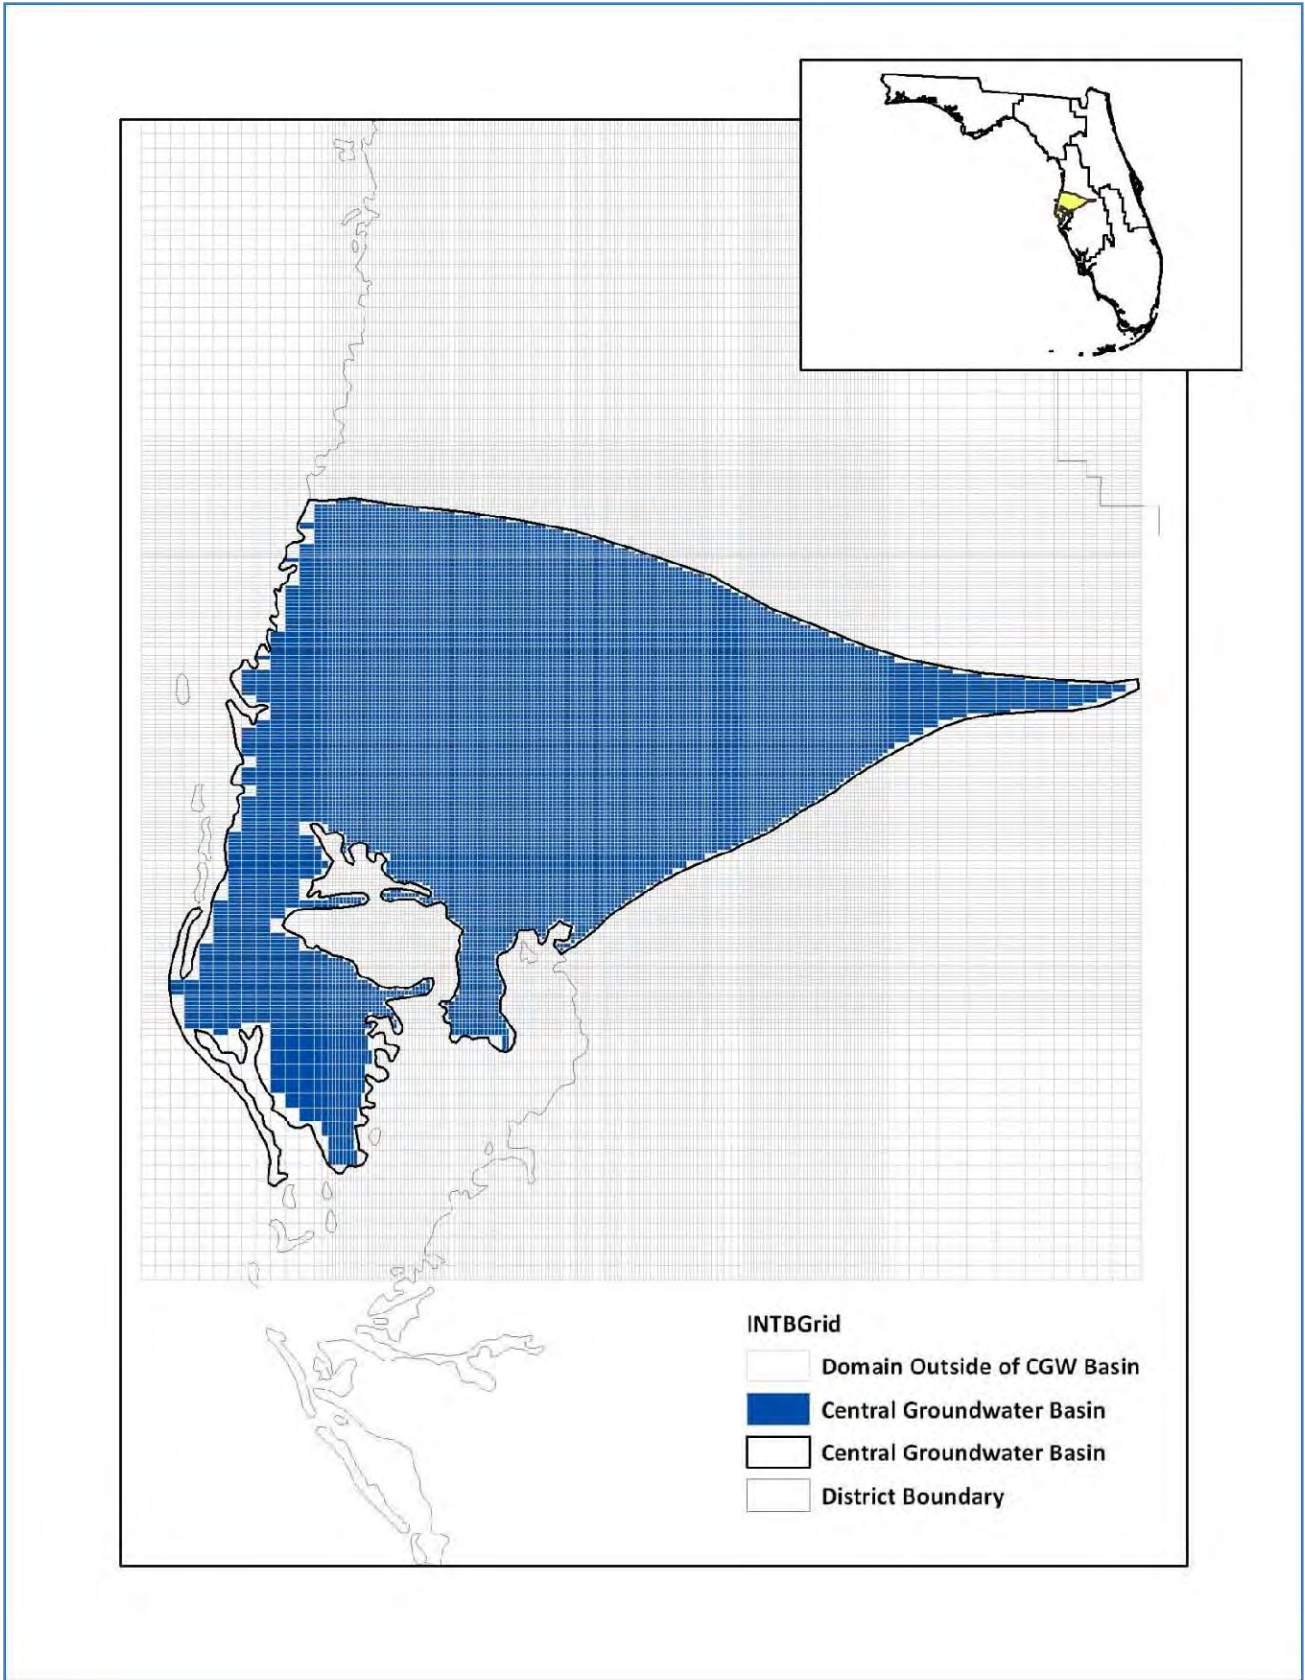 INTBGrid
Domain Outside of CGW Basin
Central Groundwater Basin
Central Groundwater Basin
District Boundary